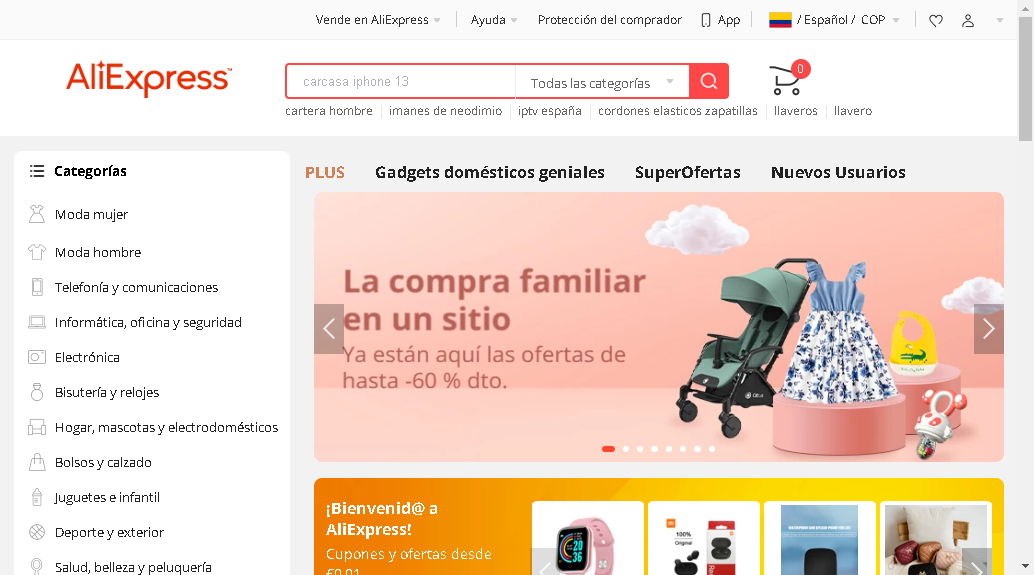 Vende en AliExpress
Ayuda
Protección del comprador
App
/ Español / COP
AliExpress
carcasa iphone 13
Todas las categorías
0
cartera hombre
imanes de neodimio
iptv españa
cordones elasticos zapatillas
llaveros
llavero
Categorías
PLUS
Gadgets domésticos geniales
SuperOfertas
Nuevos Usuarios
Moda mujer
Moda hombre
Telefonía y comunicaciones
Informática, oficina y seguridad
Electrónica
Bisutería y relojes
Hogar, mascotas y electrodomésticos
Bolsos y calzado
Juguetes e infantil
Deporte y exterior
Salud, belleza y peluquería
La compra familiar
en un sitio
Ya están aquí las ofertas de
hasta -60 % dto.
¡Bienvenid@ a
AliExpress!
Cupones y ofertas desde
€0,01
100%